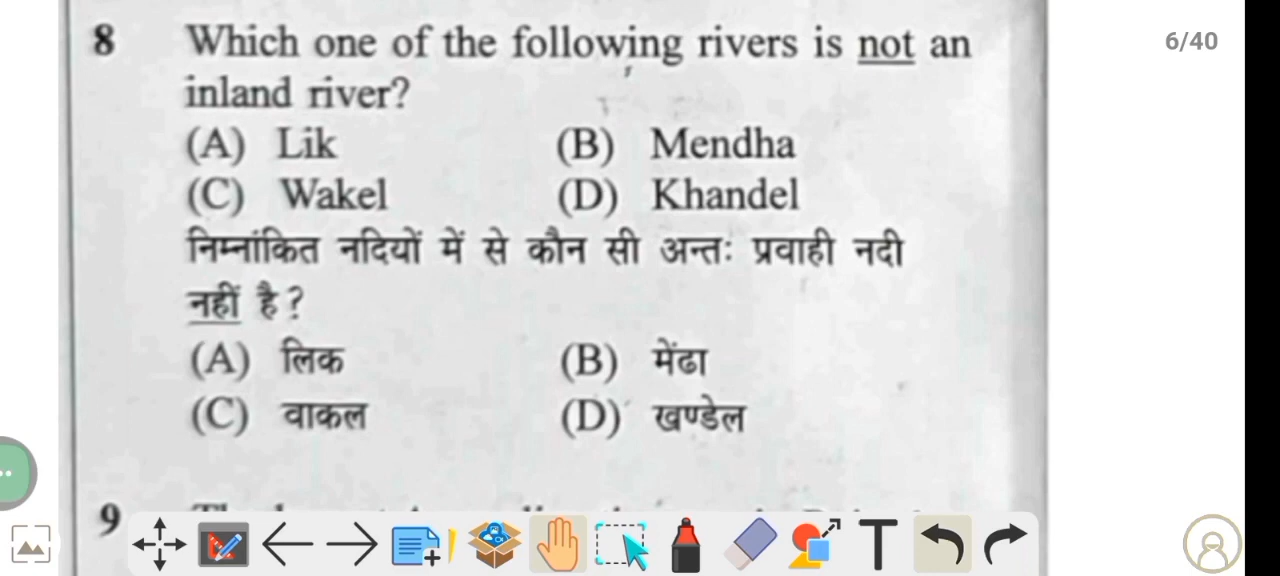 8 Which one of the following rivers is not an
6/40
inland river?
(A) Lik (B) Mendha
(C) Wakel (D) Khandel
निम्नांकित नदियों में से कौन सी अन्तः प्रवाही नदी
नहीं है ?
(A) लिक (B) मेंढा
(C) वाकल (D) खण्डेल
9
T